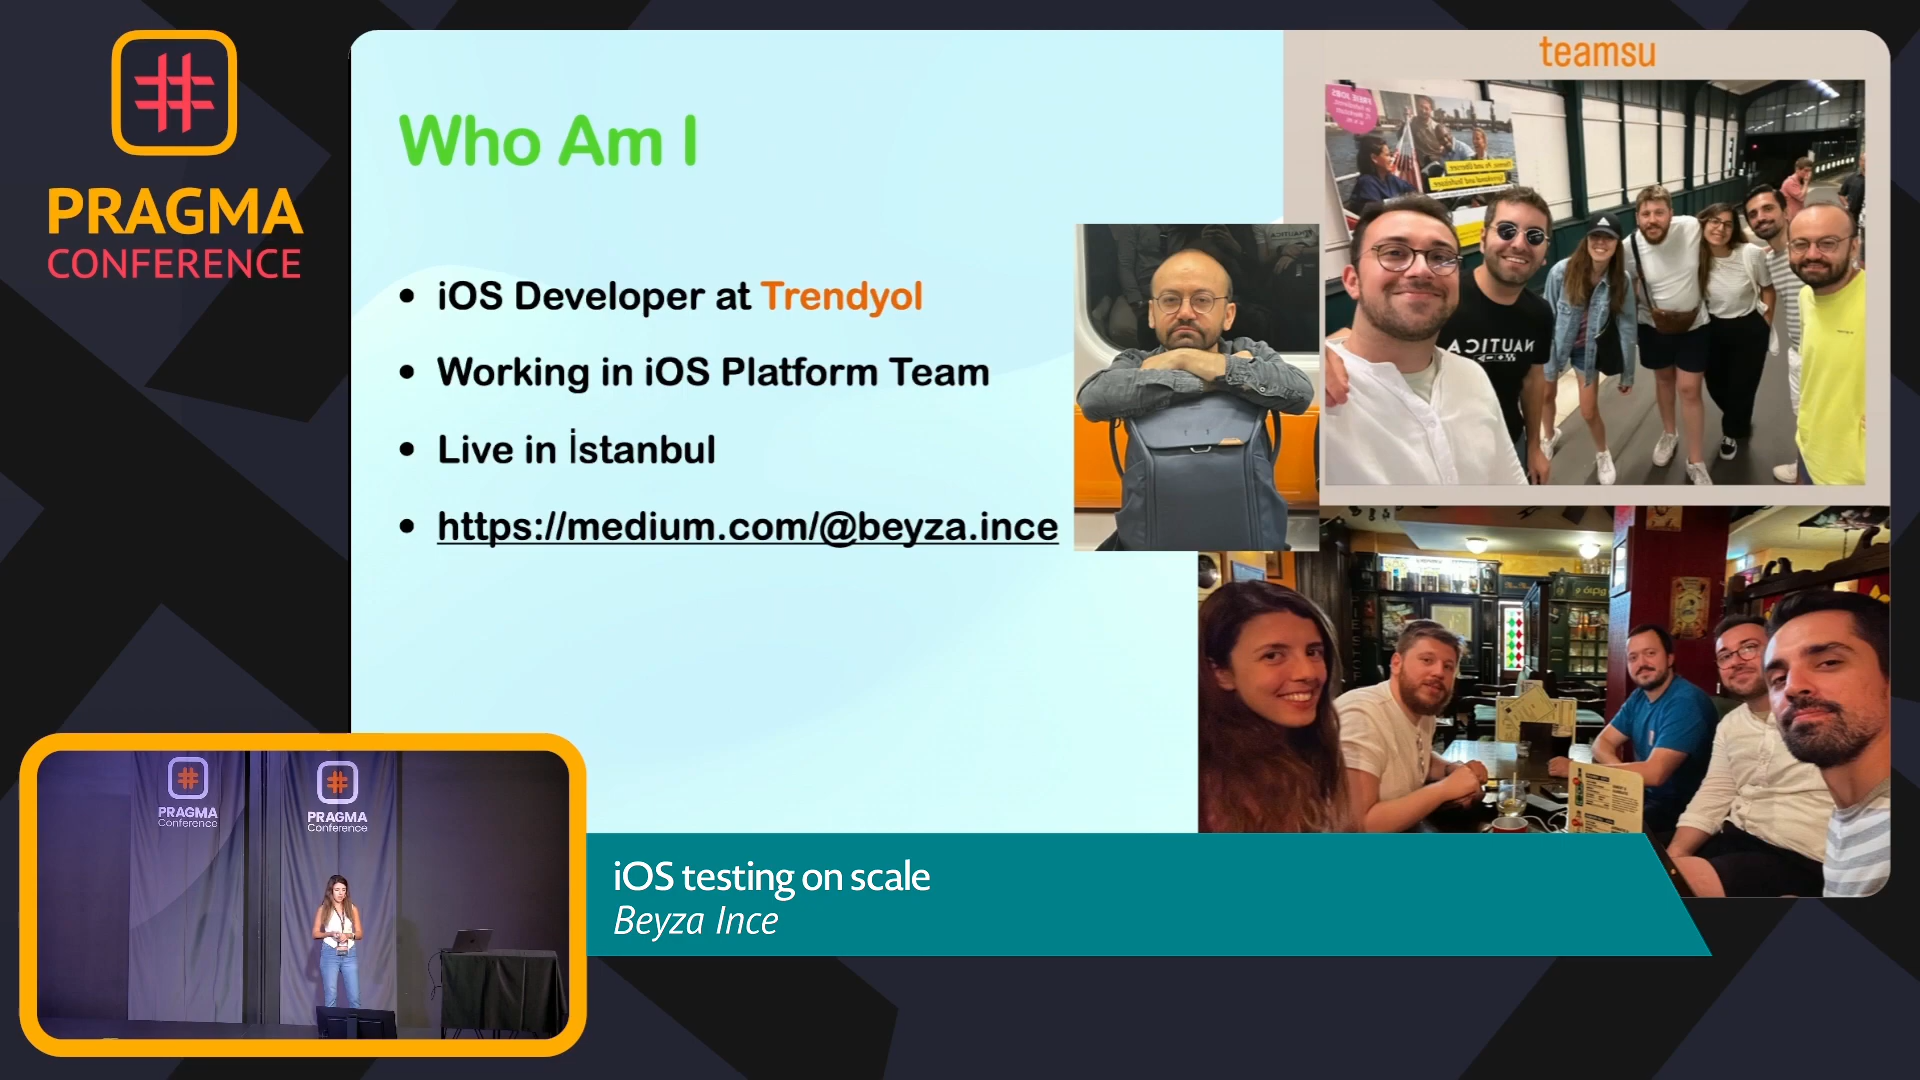 PRAGMA
CONFERENCE
Who Am I
• iOS Developer at Trendyol
• Working in iOS Platform Team
• Live in İstanbul
• https://medium.com/@beyza.ince
teamsu
NAUTICA
PRAGMA
Conference
PRAGMA
Conference
iOS testing on scale
Beyza Ince